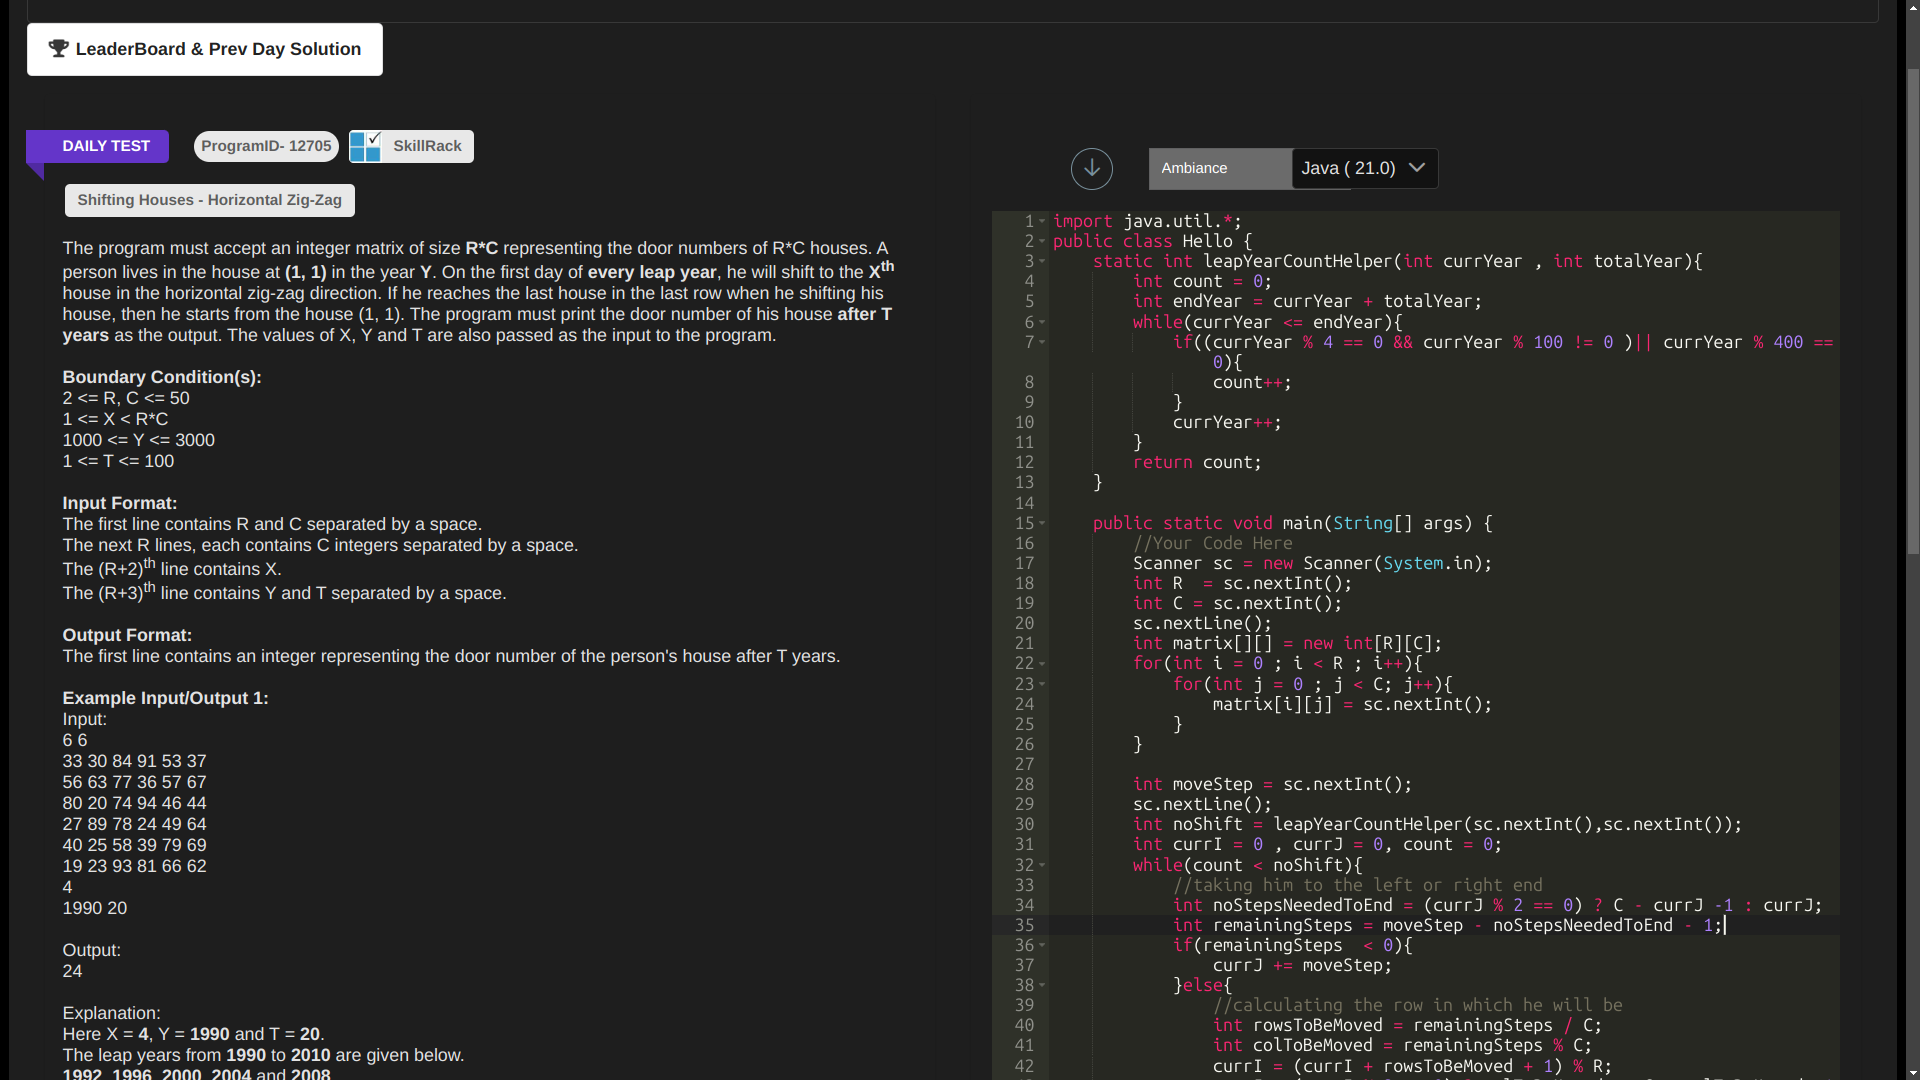 LeaderBoard & Prev Day Solution
DAILY TEST
ProgramID- 12705
SkillRack
Shifting Houses - Horizontal Zig-Zag
The program must accept an integer matrix of size R*C representing the door numbers of R*C houses. A
person lives in the house at (1, 1) in the year Y. On the first day of every leap year, he will shift to the Xth
house in the horizontal zig-zag direction. If he reaches the last house in the last row when he shifting his
house, then he starts from the house (1, 1). The program must print the door number of his house after T
years as the output. The values of X, Y and T are also passed as the input to the program.
Boundary Condition(s):
2 <= R, C <= 50
1 <= X < R*C
1000 <= Y <= 3000
1 <= T <= 100
Input Format:
The first line contains R and C separated by a space.
The next R lines, each contains C integers separated by a space.
The (R+2)th line contains X.
The (R+3)th line contains Y and T separated by a space.
Output Format:
The first line contains an integer representing the door number of the person's house after T years.
Example Input/Output 1:
Input:
6 6
33 30 84 91 53 37
56 63 77 36 57 67
80 20 74 94 46 44
27 89 78 24 49 64
40 25 58 39 79 69
19 23 93 81 66 62
4
1990 20
Output:
24
Explanation:
Here X = 4, Y = 1990 and T = 20.
The leap years from 1990 to 2010 are given below.
1992, 1996, 2000, 2004 and 2008
Ambiance
Java ( 21.0)
1 import java.util.*;
2 public class Hello {
3 static int leapYearCountHelper(int currYear , int totalYear){
4 int count = 0;
5 int endYear = currYear + totalYear;
6 while(currYear <= endYear){
7 if((currYear % 4 == 0 && currYear % 100 != 0 )|| currYear % 400 ==
0){
8 count++;
9 }
10 currYear++;
11 }
12 return count;
13 }
14
15 public static void main(String[] args) {
16 //Your Code Here
17 Scanner sc = new Scanner(System.in);
18 int R  = sc.nextInt();
19 int C = sc.nextInt();
20 sc.nextLine();
21 int matrix[][] = new int[R][C];
22 for(int i = 0 ; i < R ; i++){
23 for(int j = 0 ; j < C; j++){
24 matrix[i][j] = sc.nextInt();
25 }
26 }
27
28 int moveStep = sc.nextInt();
29 sc.nextLine();
30 int noShift = leapYearCountHelper(sc.nextInt(),sc.nextInt());
31 int currI = 0 , currJ = 0, count = 0;
32 while(count < noShift){
33 //taking him to the left or right end
34 int noStepsNeededToEnd = (currJ % 2 == 0) ? C - currJ -1 : currJ;
35 int remainingSteps = moveStep - noStepsNeededToEnd - 1;
36 if(remainingSteps  < 0){
37 currJ += moveStep;
38 }else{
39 //calculating the row in which he will be
40 int rowsToBeMoved = remainingSteps / C;
41 int colToBeMoved = remainingSteps % C;
42 currI = (currI + rowsToBeMoved + 1) % R;